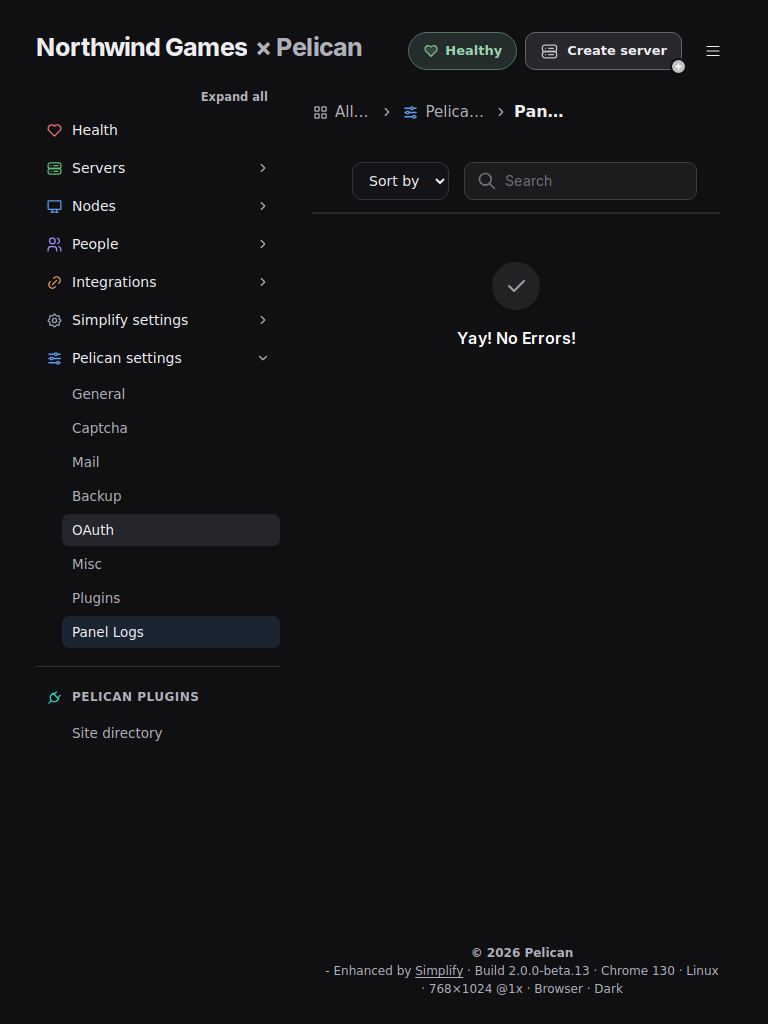 Northwind Games × Pelican
Healthy
Create server
Expand all
Health
Servers
Nodes
People
Integrations
Simplify settings
Pelican settings
General
Captcha
Mail
Backup
OAuth
Misc
Plugins
Panel Logs
PELICAN PLUGINS
Site directory
All… > Pelica… > Pan…
Sort by
Search
Yay! No Errors!
© 2026 Pelican
- Enhanced by Simplify · Build 2.0.0-beta.13 · Chrome 130 · Linux
· 768×1024 @1x · Browser · Dark